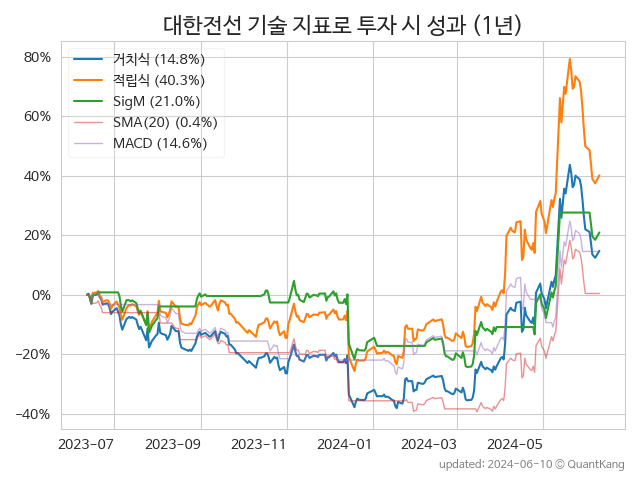 대한전선 기술 지표로 투자 시 성과 (1년)
80%
60%
40%
20%
0%
−20%
−40%
거치식 (14.8%)
적립식 (40.3%)
SigM (21.0%)
SMA(20) (0.4%)
MACD (14.6%)
2023-07 2023-09 2023-11 2024-01 2024-03 2024-05
updated: 2024-06-10 © QuantKang